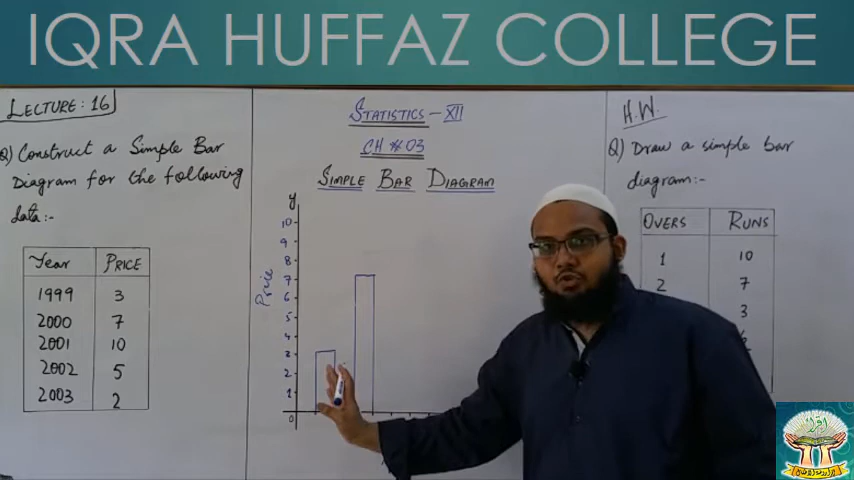 IQRA HUFFAZ COLLEGE
LECTURE: 16
Q) Construct a Simple Bar
Diagram for the following
data:-
Year PRICE
1999 3
2000 7
2001 10
2002 5
2003 2
STATISTICS - XII
CH # 03
SIMPLE BAR DIAGRAM
y
10
9
8
7
6
5
4
3
2
1
0
Price
H.W
Q) Draw a simple bar
diagram:-
OVERS RUNS
1 10
2 7
3